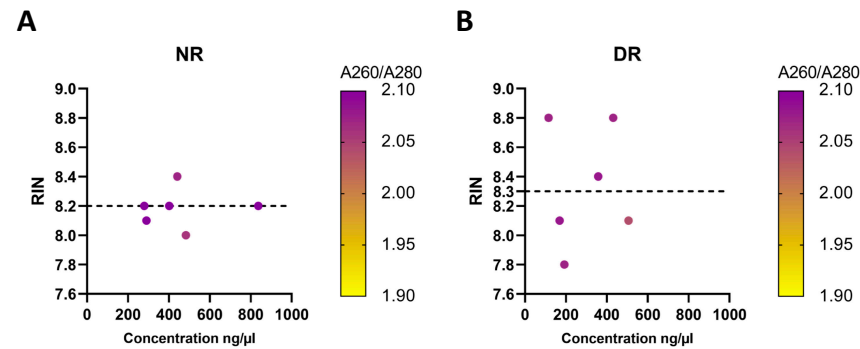 A
NR
A260/A280
RIN
9.0
8.8
8.6
8.4
8.2
8.0
7.8
7.6
0 200 400 600 800 1000
Concentration ng/µl
2.10
2.05
2.00
1.95
1.90
B
DR
A260/A280
RIN
9.0
8.8
8.6
8.4
8.3
8.2
8.0
7.8
7.6
0 200 400 600 800 1000
Concentration ng/µl
2.10
2.05
2.00
1.95
1.90